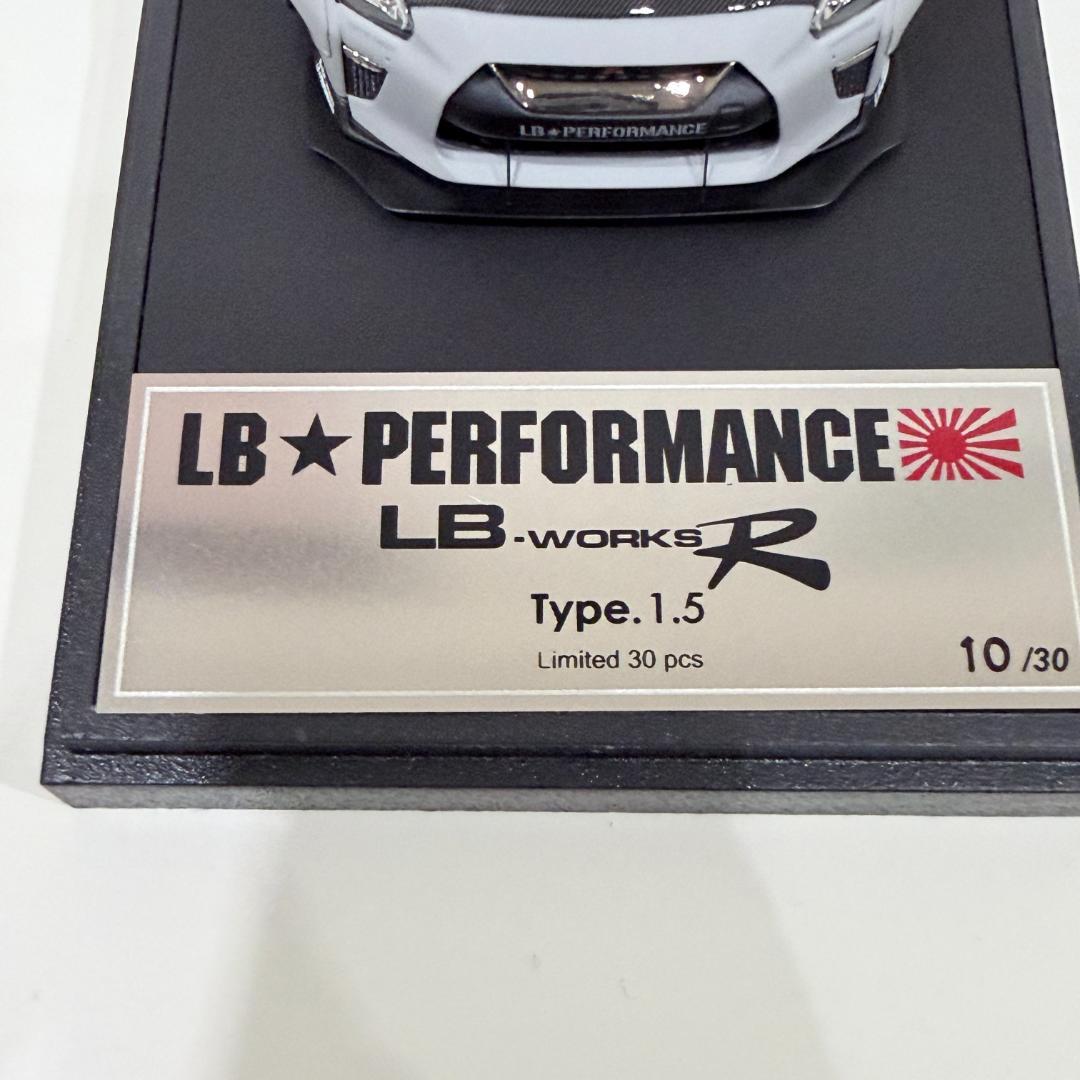 LB★PERFORMANCE
LB★PERFORMANCE
LB-WORKS R
Type.1.5
Limited 30 pcs
10 /30